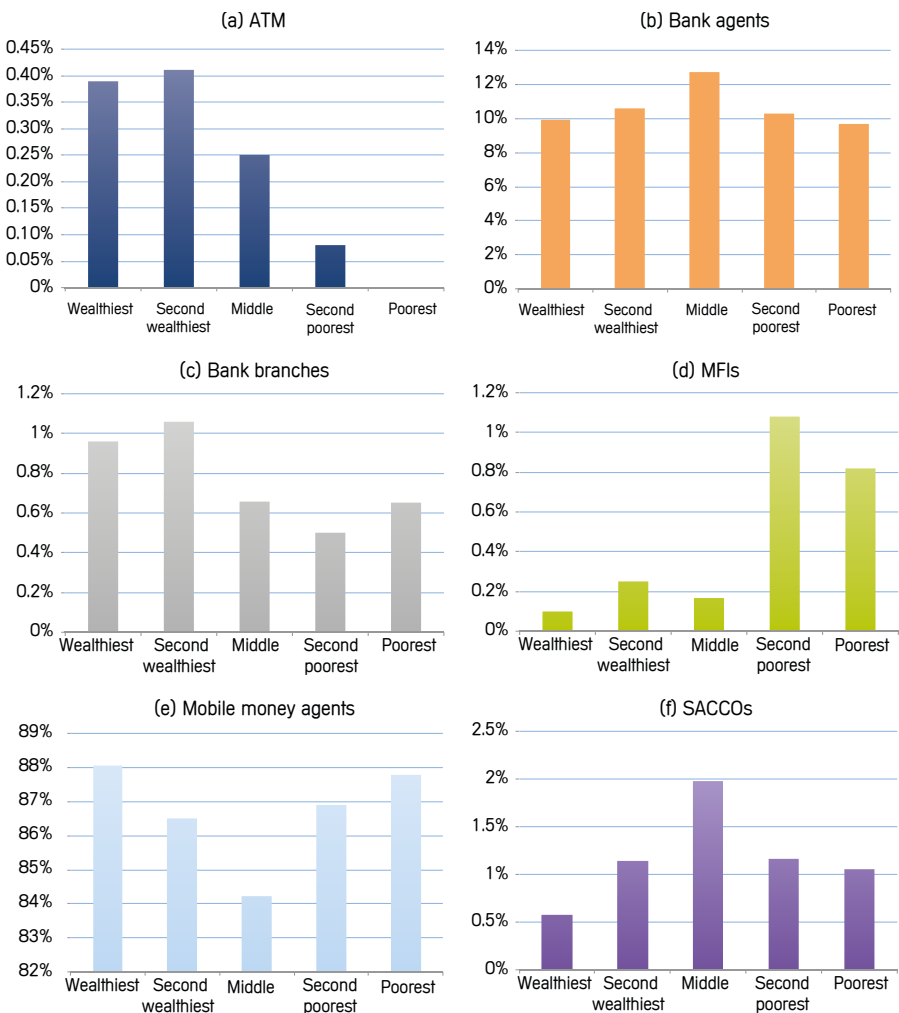 (a) ATM
0.45%
0.40%
0.35%
0.30%
0.25%
0.20%
0.15%
0.10%
0.05%
0%
Wealthiest
Second
wealthiest
Middle
Second
poorest
Poorest
(b) Bank agents
14%
12%
10%
8%
6%
4%
2%
0%
Wealthiest
Second
wealthiest
Middle
Second
poorest
Poorest
(c) Bank branches
1.2%
1%
0.8%
0.6%
0.4%
0.2%
0%
Wealthiest
Second
wealthiest
Middle
Second
poorest
Poorest
(d) MFIs
1.2%
1%
0.8%
0.6%
0.4%
0.2%
0%
Wealthiest
Second
wealthiest
Middle
Second
poorest
Poorest
(e) Mobile money agents
89%
88%
87%
86%
85%
84%
83%
82%
Wealthiest
Second
wealthiest
Middle
Second
poorest
Poorest
(f) SACCOs
2.5%
2%
1.5%
1%
0.5%
0%
Wealthiest
Second
wealthiest
Middle
Second
poorest
Poorest